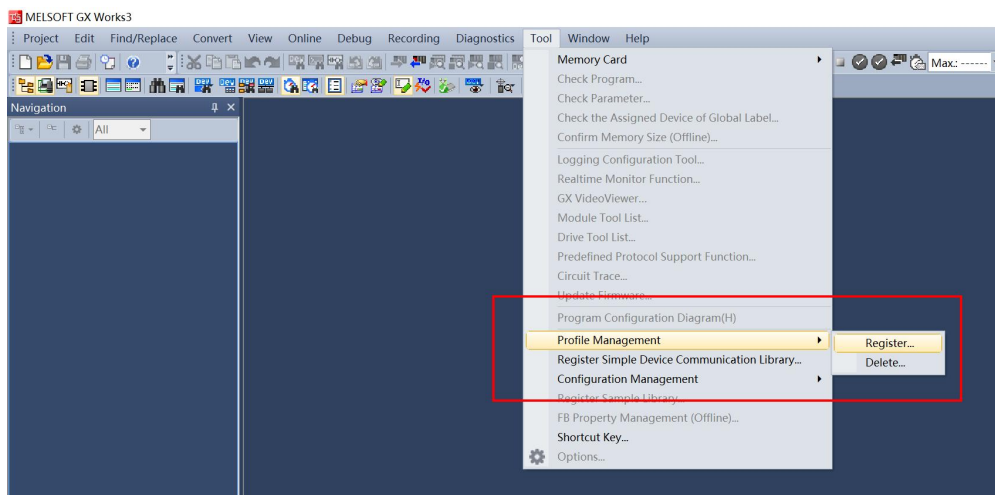 MELSOFT GX Works3
Project Edit Find/Replace Convert View Online Debug Recording Diagnostics Tool Window Help
Max.: ------
Navigation
All
Memory Card
Check Program...
Check Parameter...
Check the Assigned Device of Global Label...
Confirm Memory Size (Offline)...
Logging Configuration Tool...
Realtime Monitor Function...
GX VideoViewer...
Module Tool List...
Drive Tool List...
Predefined Protocol Support Function...
Circuit Trace...
Update Firmware...
Program Configuration Diagram(H)
Profile Management
Register...
Register Simple Device Communication Library...
Delete...
Configuration Management
Register Sample Library...
FB Property Management (Offline)...
Shortcut Key...
Options...